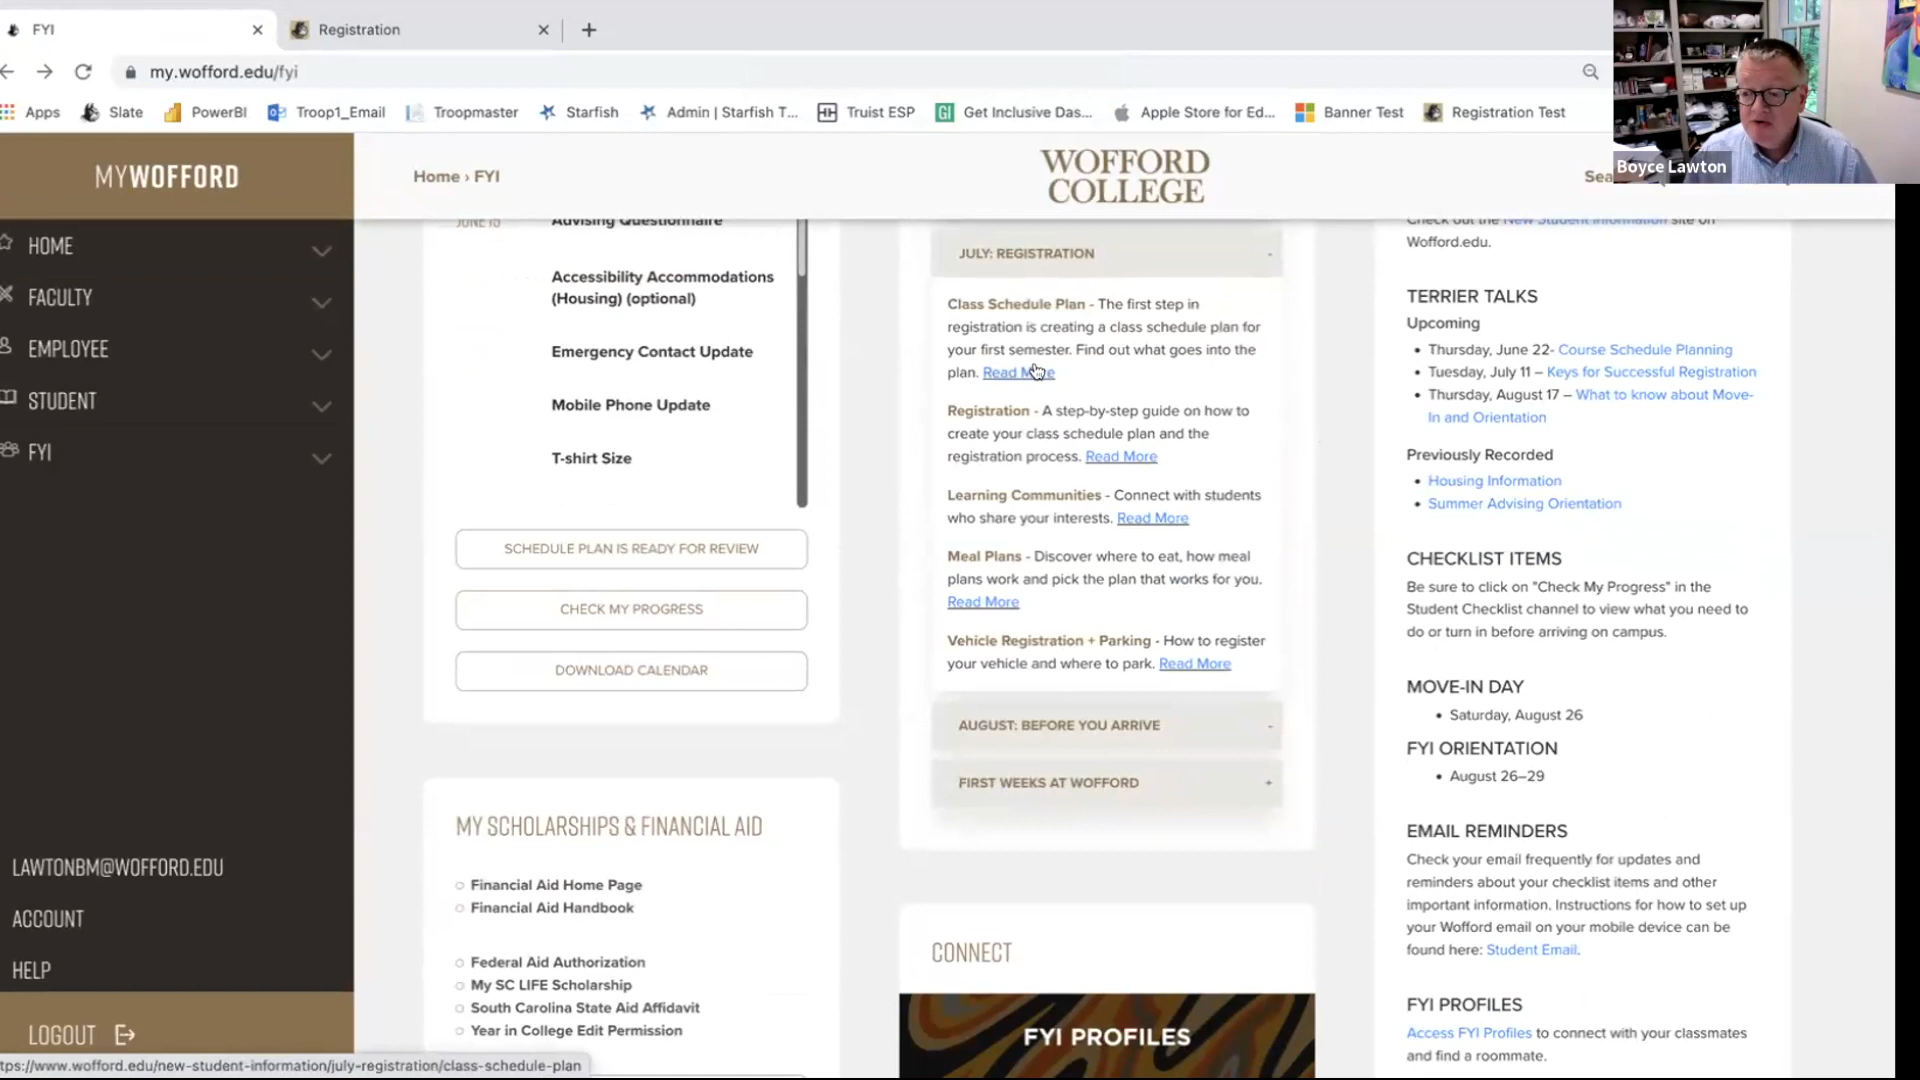 FYI
Registration
my.wofford.edu/fyi
Apps
Slate
PowerBI
Troop1_Email
Troopmaster
Starfish
Admin | Starfish T...
Truist ESP
Get Inclusive Das...
Apple Store for Ed...
Banner Test
Registration Test
Boyce Lawton
MYWOFFORD
Home › FYI
WOFFORD
COLLEGE
HOME
FACULTY
EMPLOYEE
STUDENT
FYI
LAWTONBM@WOFFORD.EDU
ACCOUNT
HELP
LOGOUT
tps://www.wofford.edu/new-student-information/july-registration/class-schedule-plan
JUNE 15
Advising Questionnaire
Accessibility Accommodations
(Housing) (optional)
Emergency Contact Update
Mobile Phone Update
T-shirt Size
SCHEDULE PLAN IS READY FOR REVIEW
CHECK MY PROGRESS
DOWNLOAD CALENDAR
MY SCHOLARSHIPS & FINANCIAL AID
Financial Aid Home Page
Financial Aid Handbook
Federal Aid Authorization
My SC LIFE Scholarship
South Carolina State Aid Affidavit
Year in College Edit Permission
JULY: REGISTRATION -
Class Schedule Plan - The first step in
registration is creating a class schedule plan for
your first semester. Find out what goes into the
plan. Read More
Registration - A step-by-step guide on how to
create your class schedule plan and the
registration process. Read More
Learning Communities - Connect with students
who share your interests. Read More
Meal Plans - Discover where to eat, how meal
plans work and pick the plan that works for you.
Read More
Vehicle Registration + Parking - How to register
your vehicle and where to park. Read More
AUGUST: BEFORE YOU ARRIVE -
FIRST WEEKS AT WOFFORD +
CONNECT
FYI PROFILES
Check out the New Student Information site on
Wofford.edu.
TERRIER TALKS
Upcoming
• Thursday, June 22- Course Schedule Planning
• Tuesday, July 11 – Keys for Successful Registration
• Thursday, August 17 – What to know about Move-
In and Orientation
Previously Recorded
• Housing Information
• Summer Advising Orientation
CHECKLIST ITEMS
Be sure to click on "Check My Progress" in the
Student Checklist channel to view what you need to
do or turn in before arriving on campus.
MOVE-IN DAY
• Saturday, August 26
FYI ORIENTATION
• August 26–29
EMAIL REMINDERS
Check your email frequently for updates and
reminders about your checklist items and other
important information. Instructions for how to set up
your Wofford email on your mobile device can be
found here: Student Email.
FYI PROFILES
Access FYI Profiles to connect with your classmates
and find a roommate.